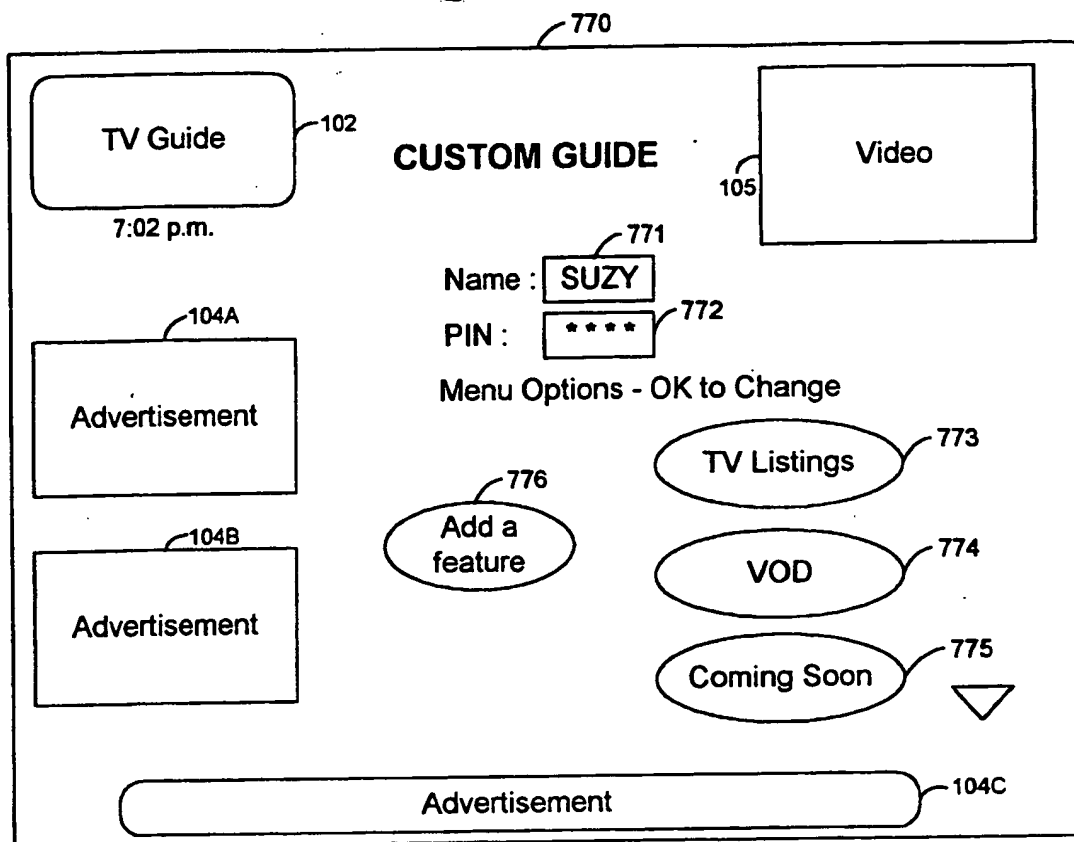 770
TV Guide
102
CUSTOM GUIDE
Video
105
7:02 p.m.
771
Name : SUZY
772
PIN : ****
Menu Options - OK to Change
104A
Advertisement
773
TV Listings
776
Add a
feature
104B
Advertisement
774
VOD
775
Coming Soon
Advertisement
104C